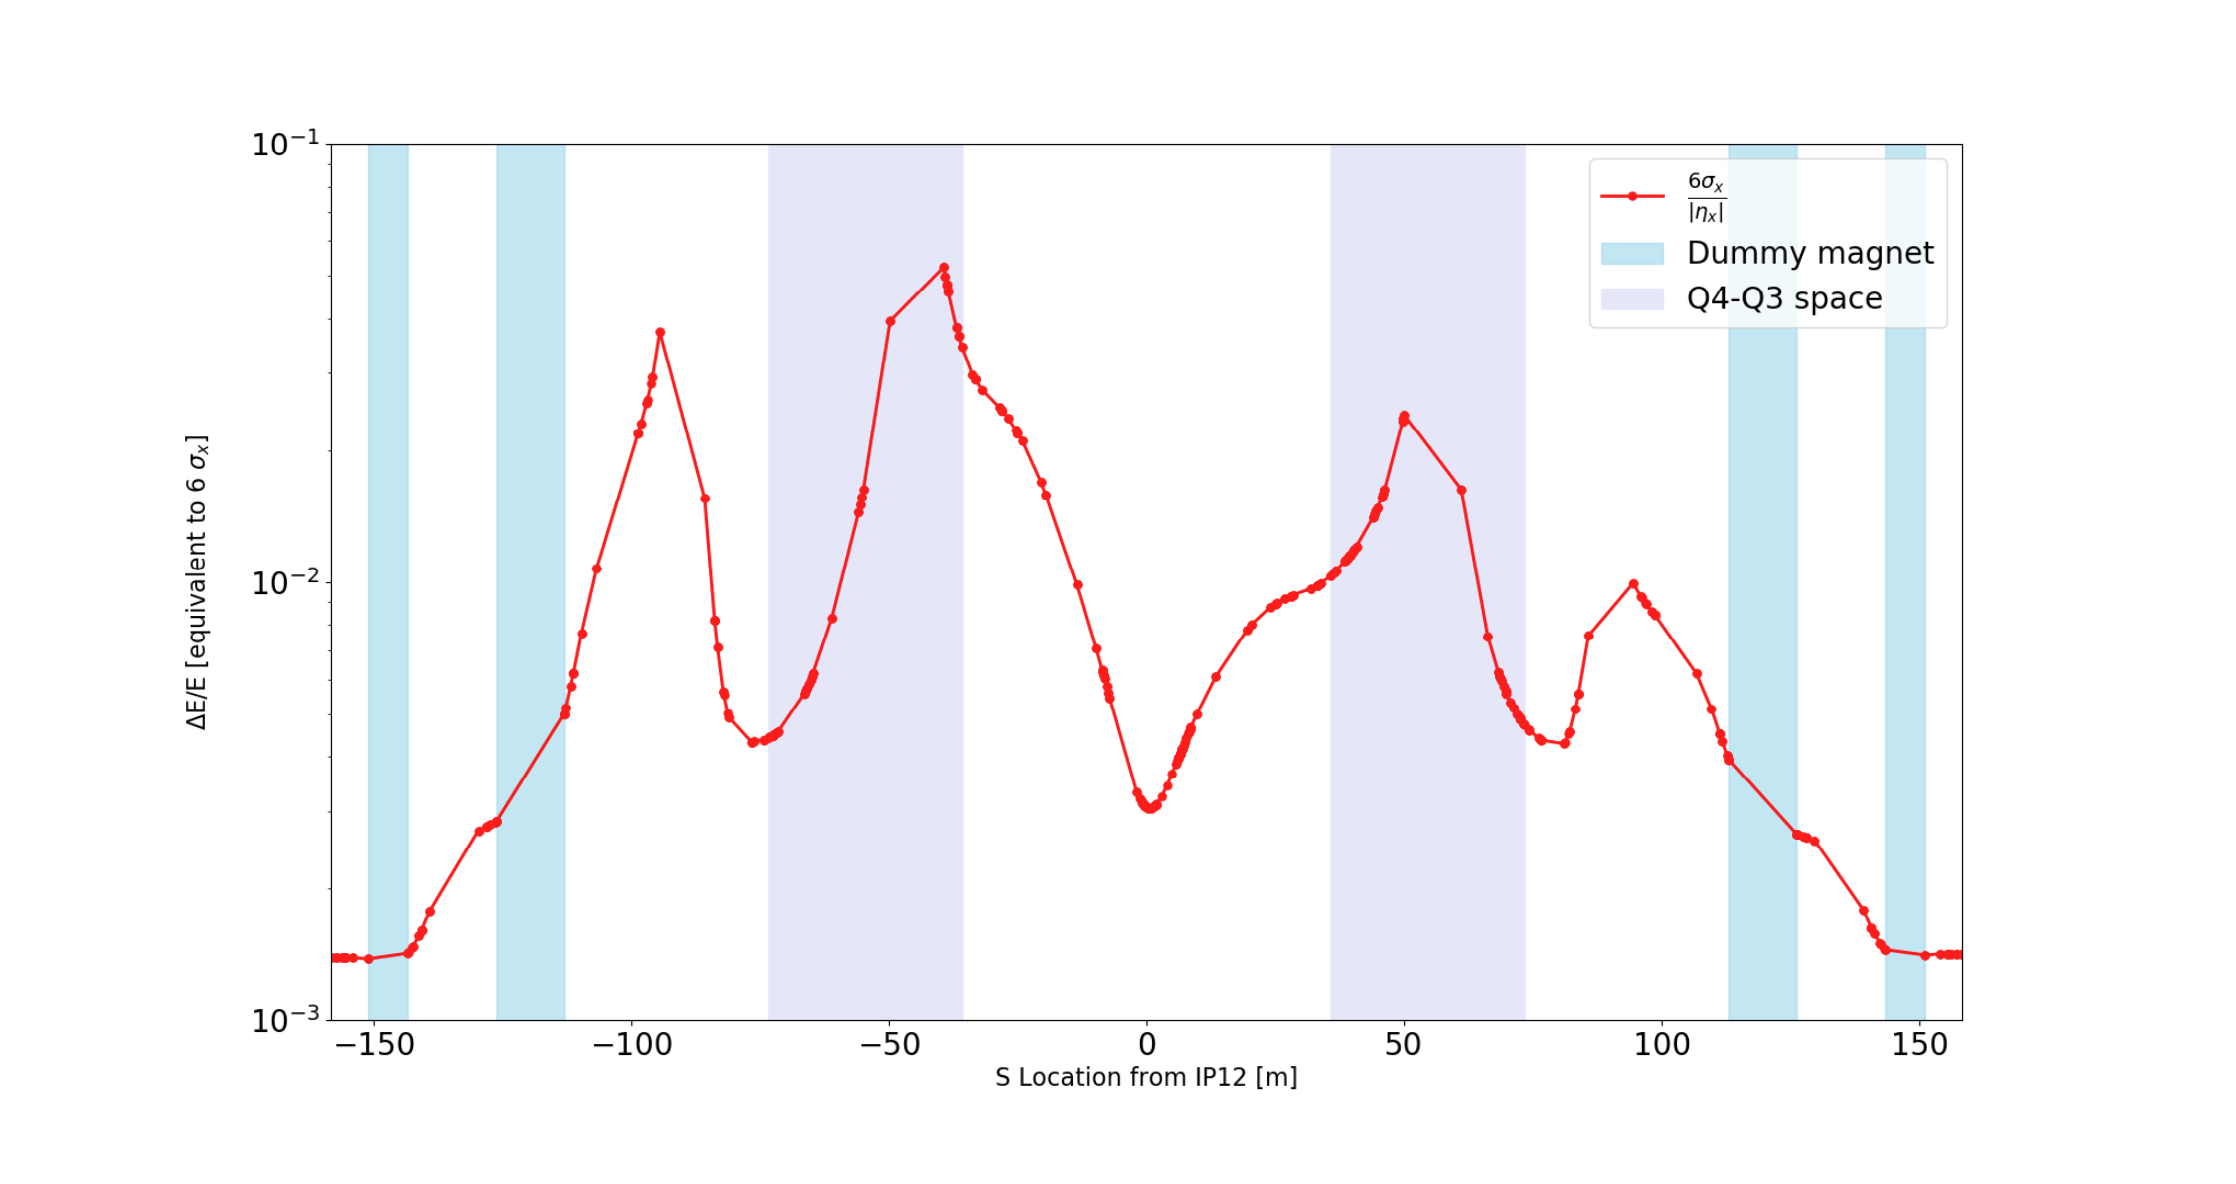 10⁻¹
10⁻²
10⁻³
ΔE/E [equivalent to 6 σₓ]
6σₓ
|ηₓ|
Dummy magnet
Q4-Q3 space
−150 −100 −50 0 50 100 150
S Location from IP12 [m]